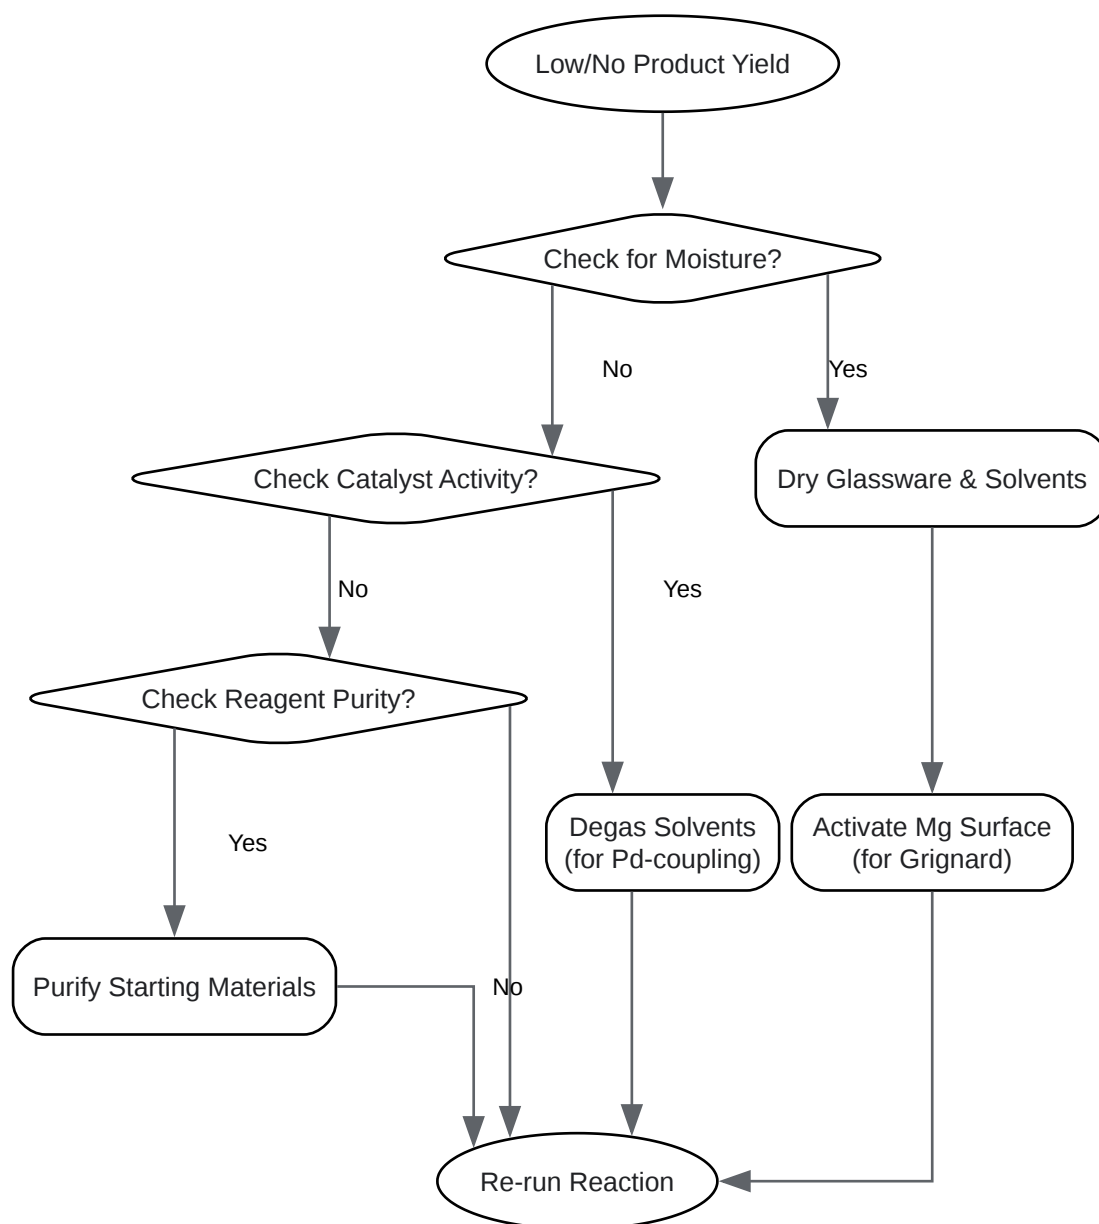 Low/No Product Yield
Check for Moisture?
No
Yes
Check Catalyst Activity?
Dry Glassware & Solvents
No
Yes
Check Reagent Purity?
Yes
Degas Solvents
(for Pd-coupling)
Activate Mg Surface
(for Grignard)
Purify Starting Materials
No
Re-run Reaction